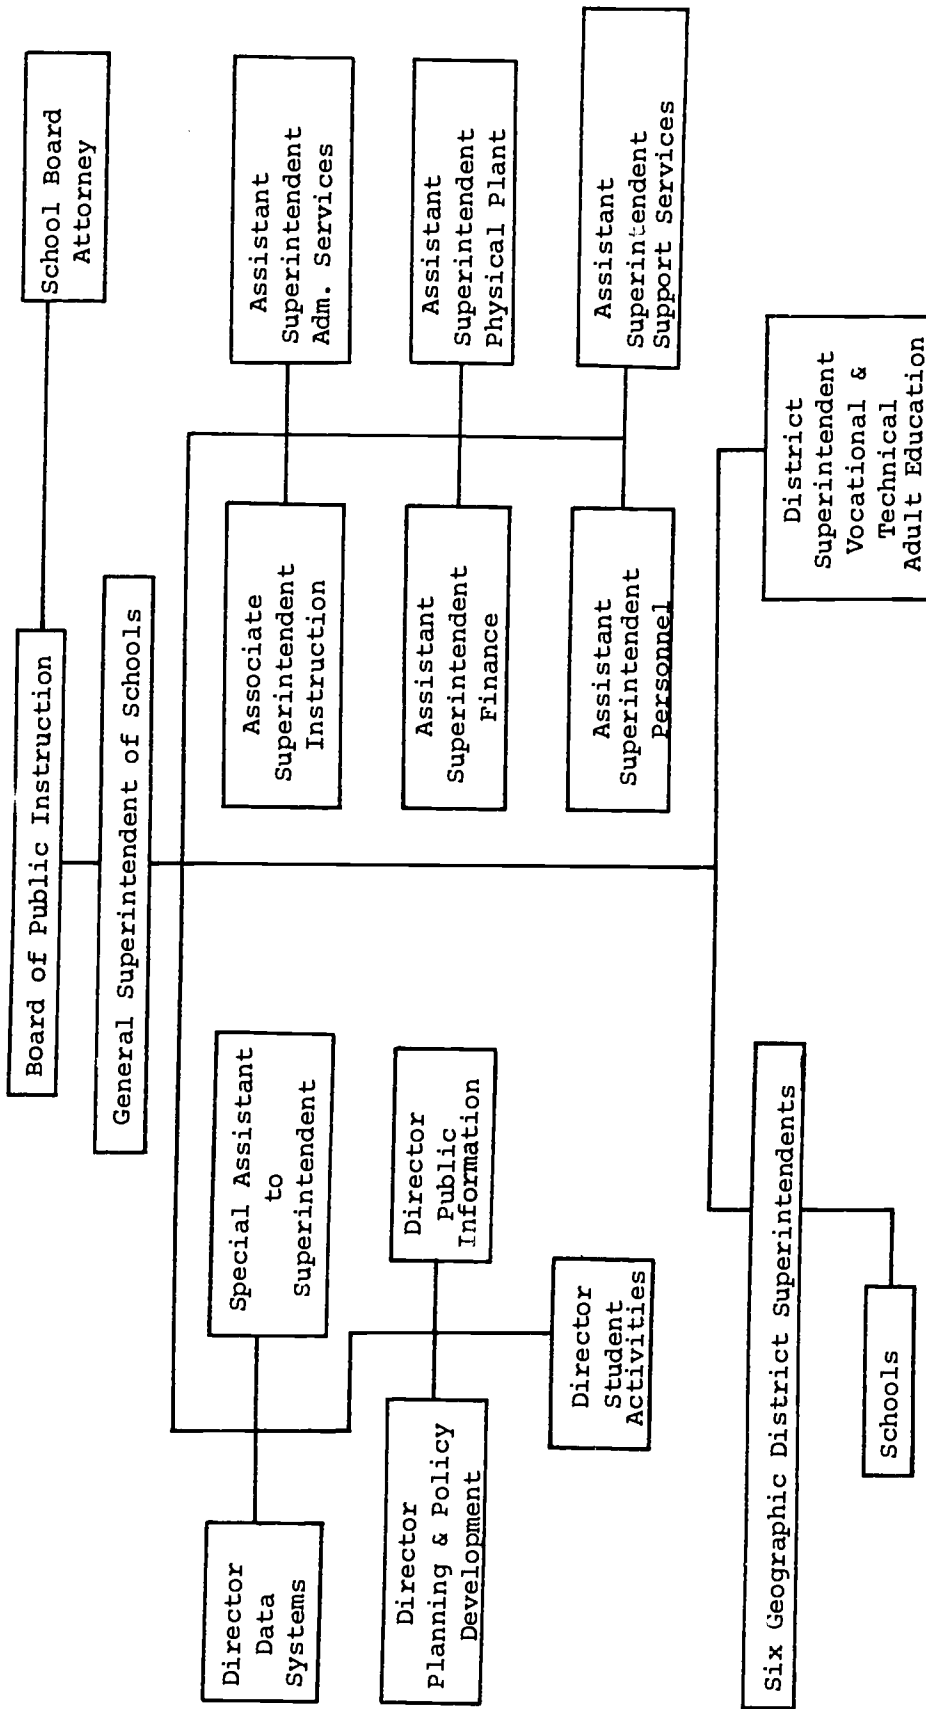 Board of Public Instruction
School Board
Attorney
General Superintendent of Schools
Director
Data
Systems
Special Assistant
to
Superintendent
Associate
Superintendent
Instruction
Assistant
Superintendent
Adm. Services
Director
Planning & Policy
Development
Director
Public
Information
Assistant
Superintendent
Finance
Assistant
Superintendent
Physical Plant
Director
Student
Activities
Assistant
Superintendent
Personnel
Assistant
Superintendent
Support Services
Six Geographic District Superintendents
District
Superintendent
Vocational &
Technical
Adult Education
Schools